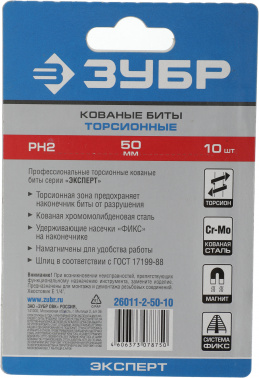 ЗУБР
КОВАНЫЕ БИТЫ
ТОРСИОННЫЕ
PH2
50
ММ
10 шт
Профессиональные торсионные кованые
биты серии «ЭКСПЕРТ»
Торсионная зона предохраняет
наконечник биты от разрушения
Кованая хромомолибденовая сталь
Удерживающие насечки «ФИКС»
на наконечнике
Намагничены для удобства работы
Шлиц в соответствии с ГОСТ 17199-88
ТОРСИОН
Cr-Mo
КОВАНАЯ
СТАЛЬ
МАГНИТ
СИСТЕМА
ФИКС
www.zubr.ru
26011-2-50-10
4606373078750
ЭКСПЕРТ